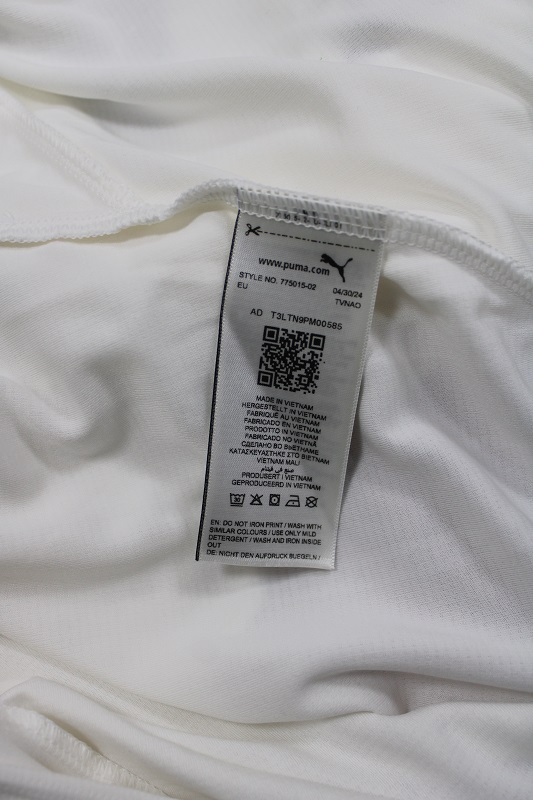 www.puma.com
STYLE NO. 775015-02 04/30/24
EU TVNAO
AD T3LTN9PM00585
MADE IN VIETNAM
HERGESTELLT IN VIETNAM
FABRIQUÉ AU VIETNAM
FABRICADO EN VIETNAM
PRODOTTO IN VIETNAM
FABRICADO NO VIETNÃ
СДЕЛАНО ВО ВЬЕТНАМЕ
ΚΑΤΑΣΚΕΥΑΣΤΗΚΕ ΣΤΟ ΒΙΕΤΝΑΜ
VIETNAM MALI
صنع في فيتنام
PRODUSERT I VIETNAM
GEPRODUCEERD IN VIETNAM
30
EN: DO NOT IRON PRINT / WASH WITH
SIMILAR COLOURS / USE ONLY MILD
DETERGENT / WASH AND IRON INSIDE
OUT
DE: NICHT DEN AUFDRUCK BUEGELN /